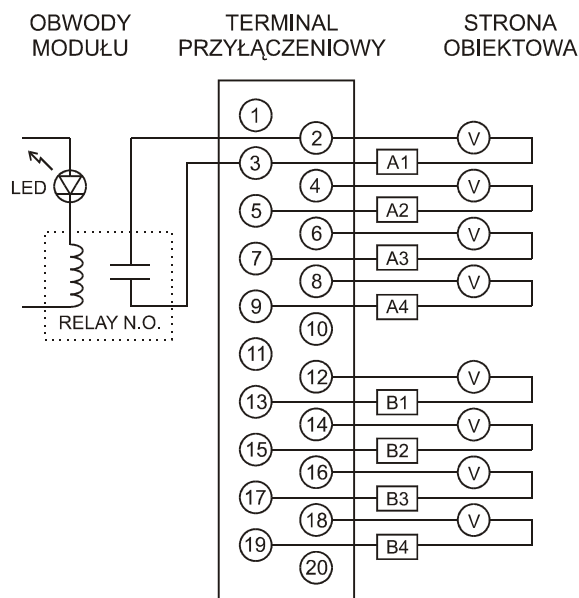 OBWODY
MODUŁU
TERMINAL
PRZYŁĄCZENIOWY
STRONA
OBIEKTOWA
1
2
V
3
A1
4
V
LED
5
A2
6
V
7
A3
8
V
RELAY N.O.
9
A4
10
11
12
V
13
B1
14
V
15
B2
16
V
17
B3
18
V
19
B4
20